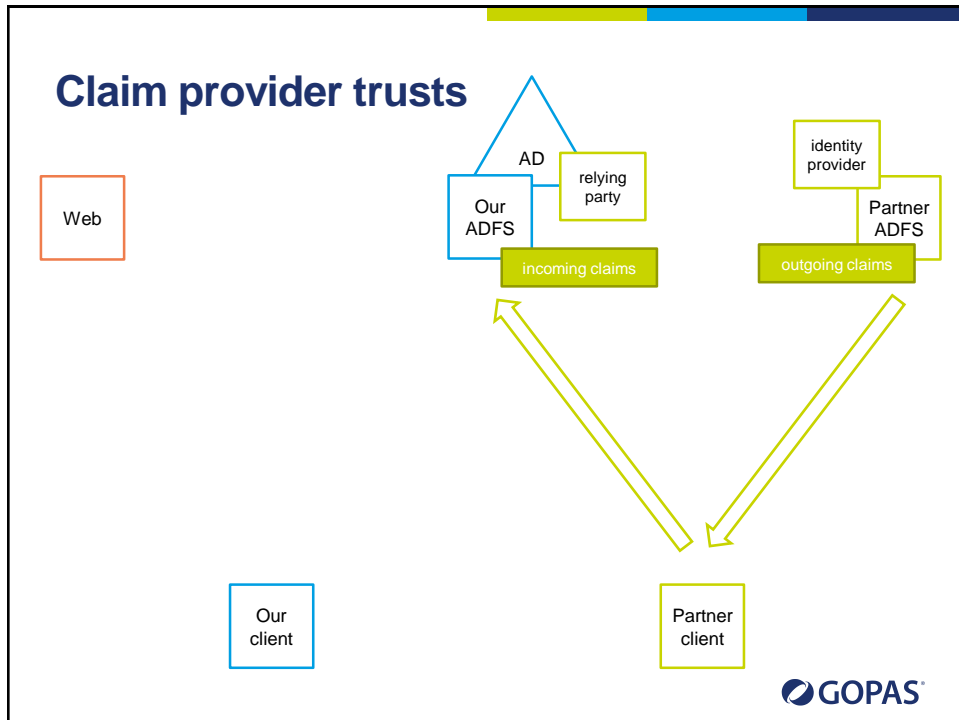 Claim provider trusts
Web
AD
Our
ADFS
relying
party
incoming claims
identity
provider
Partner
ADFS
outgoing claims
Our
client
Partner
client
GOPAS®